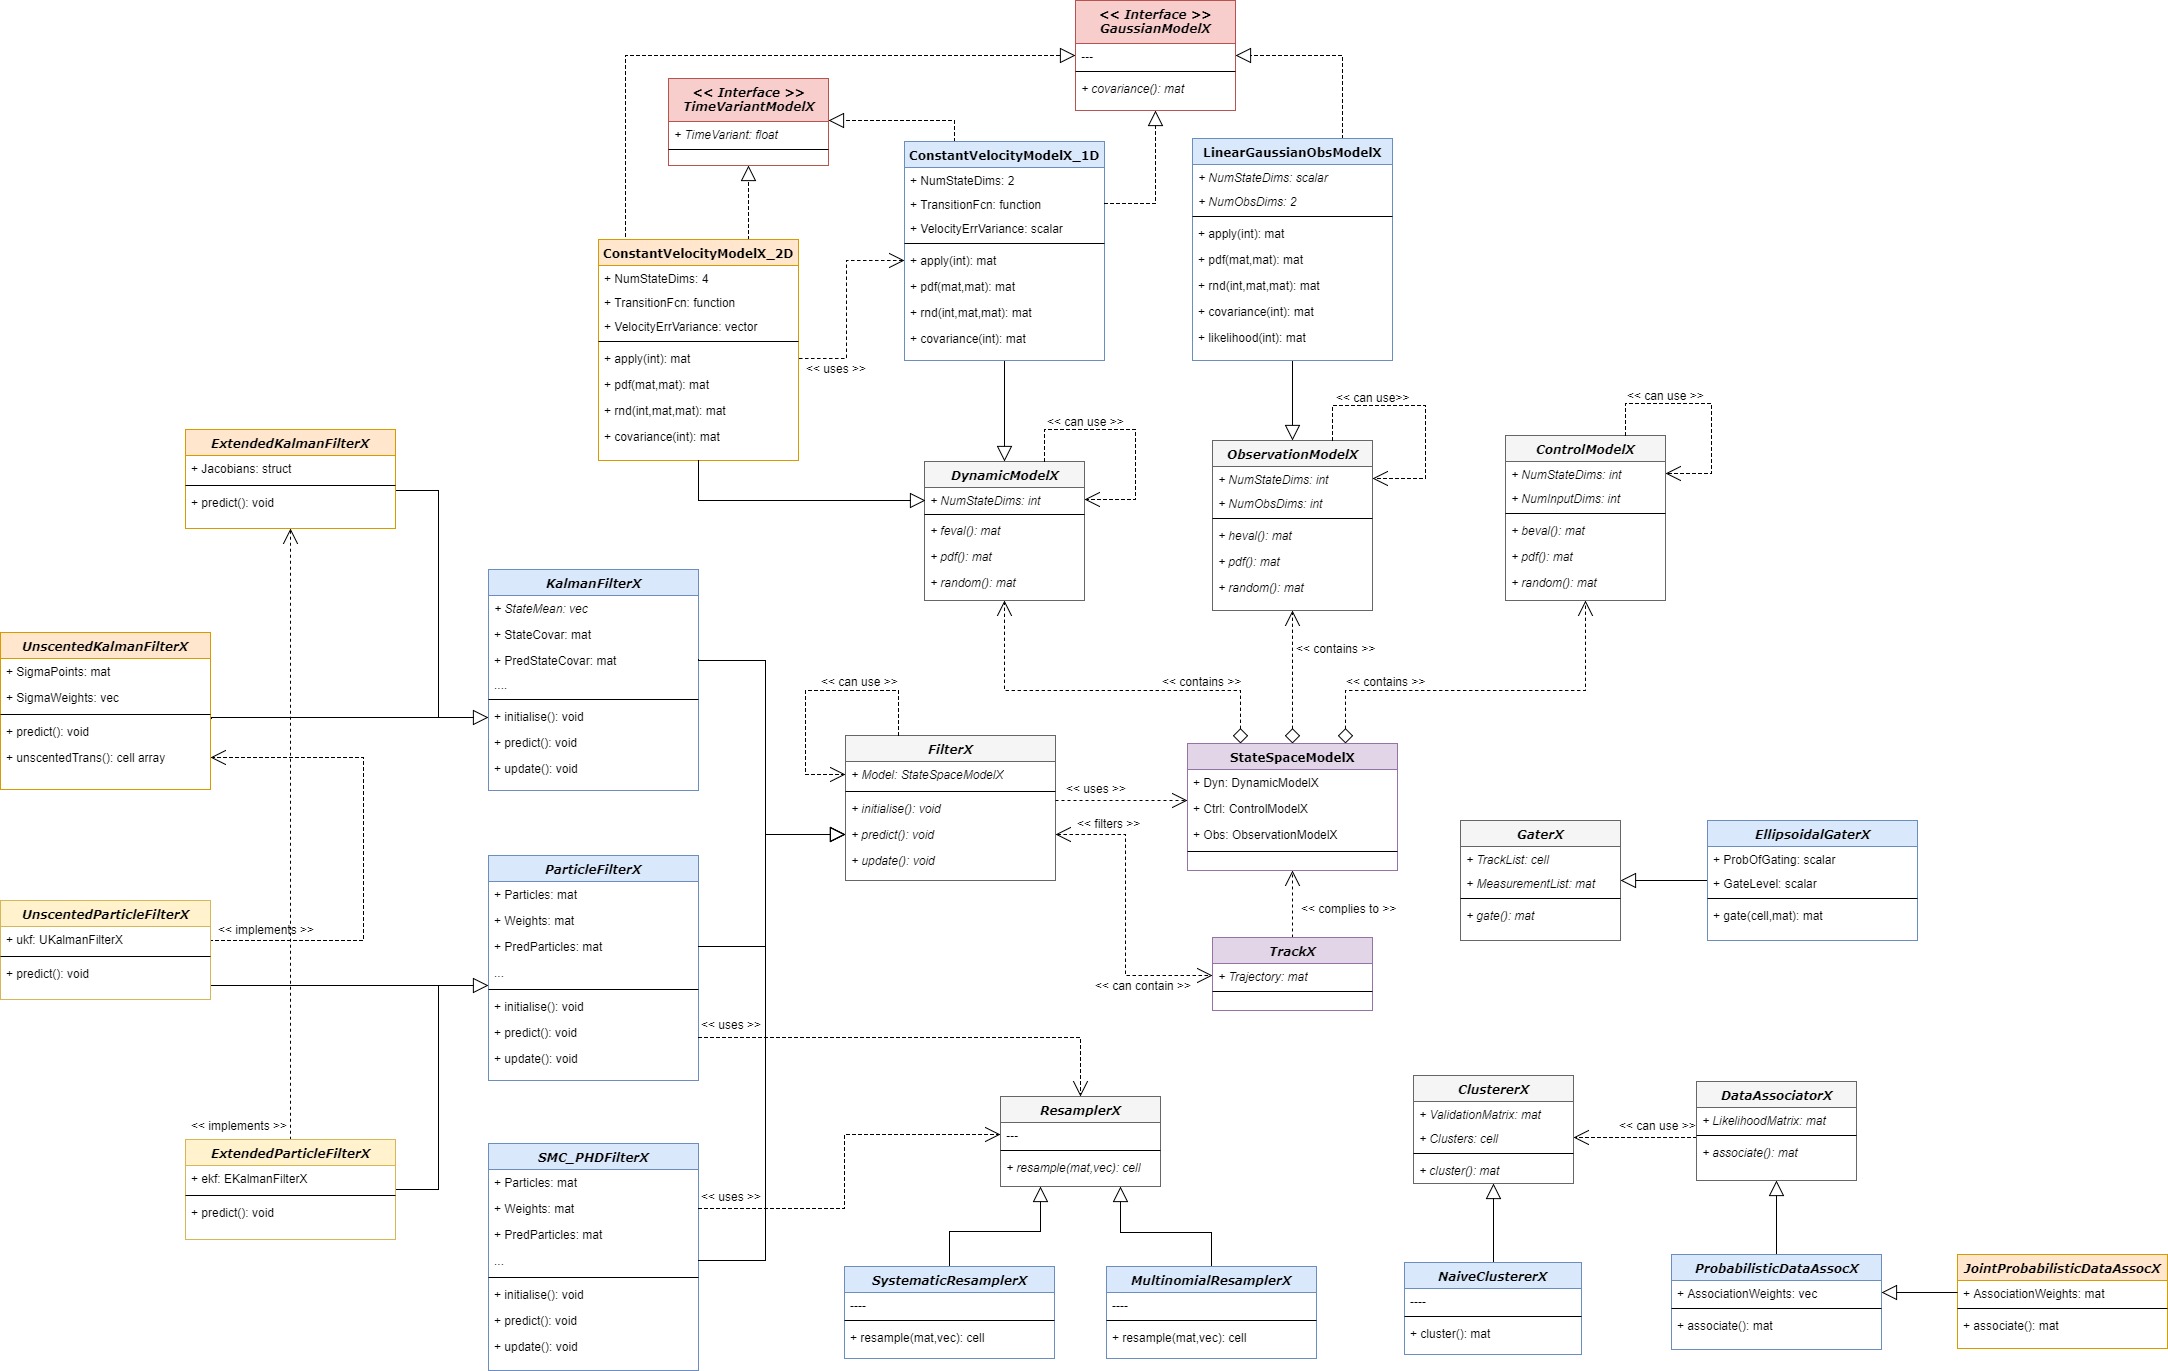 << Interface >>
GaussianModelX
---
+ covariance(): mat
<< Interface >>
TimeVariantModelX
+ TimeVariant: float
ConstantVelocityModelX_1D
+ NumStateDims: 2
+ TransitionFcn: function
+ VelocityErrVariance: scalar
+ apply(int): mat
+ pdf(mat,mat): mat
+ rnd(int,mat,mat): mat
+ covariance(int): mat
LinearGaussianObsModelX
+ NumStateDims: scalar
+ NumObsDims: 2
+ apply(int): mat
+ pdf(mat,mat): mat
+ rnd(int,mat,mat): mat
+ covariance(int): mat
+ likelihood(int): mat
ConstantVelocityModelX_2D
+ NumStateDims: 4
+ TransitionFcn: function
+ VelocityErrVariance: vector
+ apply(int): mat
+ pdf(mat,mat): mat
+ rnd(int,mat,mat): mat
+ covariance(int): mat
<< uses >>
<< can use >>
<< can use>>
<< can use >>
DynamicModelX
+ NumStateDims: int
+ feval(): mat
+ pdf(): mat
+ random(): mat
ObservationModelX
+ NumStateDims: int
+ NumObsDims: int
+ heval(): mat
+ pdf(): mat
+ random(): mat
ControlModelX
+ NumStateDims: int
+ NumInputDims: int
+ beval(): mat
+ pdf(): mat
+ random(): mat
ExtendedKalmanFilterX
+ Jacobians: struct
+ predict(): void
KalmanFilterX
+ StateMean: vec
+ StateCovar: mat
+ PredStateCovar: mat
....
+ initialise(): void
+ predict(): void
+ update(): void
UnscentedKalmanFilterX
+ SigmaPoints: mat
+ SigmaWeights: vec
+ predict(): void
+ unscentedTrans(): cell array
<< contains >>
<< contains >>
<< contains >>
<< can use >>
FilterX
+ Model: StateSpaceModelX
+ initialise(): void
+ predict(): void
+ update(): void
<< uses >>
<< filters >>
StateSpaceModelX
+ Dyn: DynamicModelX
+ Ctrl: ControlModelX
+ Obs: ObservationModelX
<< complies to >>
TrackX
+ Trajectory: mat
<< can contain >>
GaterX
+ TrackList: cell
+ MeasurementList: mat
+ gate(): mat
EllipsoidalGaterX
+ ProbOfGating: scalar
+ GateLevel: scalar
+ gate(cell,mat): mat
ParticleFilterX
+ Particles: mat
+ Weights: mat
+ PredParticles: mat
...
+ initialise(): void
+ predict(): void
+ update(): void
UnscentedParticleFilterX
+ ukf: UKalmanFilterX
+ predict(): void
<< implements >>
<< uses >>
<< implements >>
ExtendedParticleFilterX
+ ekf: EKalmanFilterX
+ predict(): void
SMC_PHDFilterX
+ Particles: mat
+ Weights: mat
+ PredParticles: mat
...
+ initialise(): void
+ predict(): void
+ update(): void
<< uses >>
ResamplerX
---
+ resample(mat,vec): cell
SystematicResamplerX
----
+ resample(mat,vec): cell
MultinomialResamplerX
----
+ resample(mat,vec): cell
ClustererX
+ ValidationMatrix: mat
+ Clusters: cell
+ cluster(): mat
<< can use >>
DataAssociatorX
+ LikelihoodMatrix: mat
+ associate(): mat
NaiveClustererX
----
+ cluster(): mat
ProbabilisticDataAssocX
+ AssociationWeights: vec
+ associate(): mat
JointProbabilisticDataAssocX
+ AssociationWeights: mat
+ associate(): mat